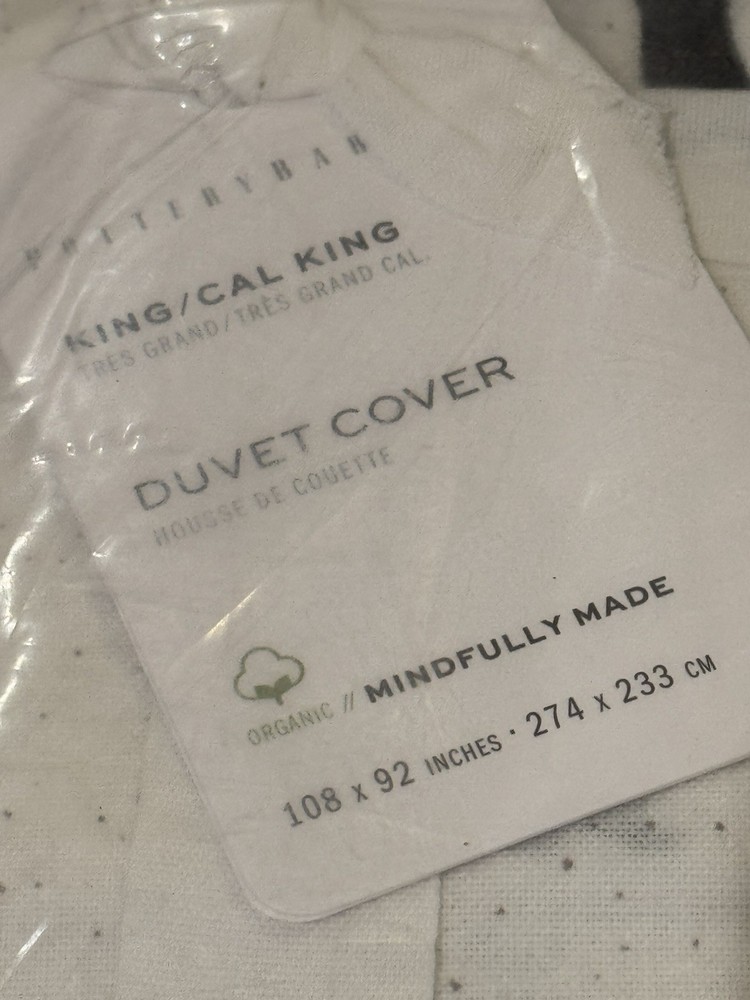 POTTERYBAR
KING/CAL KING
TRÈS GRAND/TRÈS GRAND CAL.
DUVET COVER
HOUSSE DE COUETTE
ORGANIC // MINDFULLY MADE
108 x 92 INCHES · 274 x 233 CM